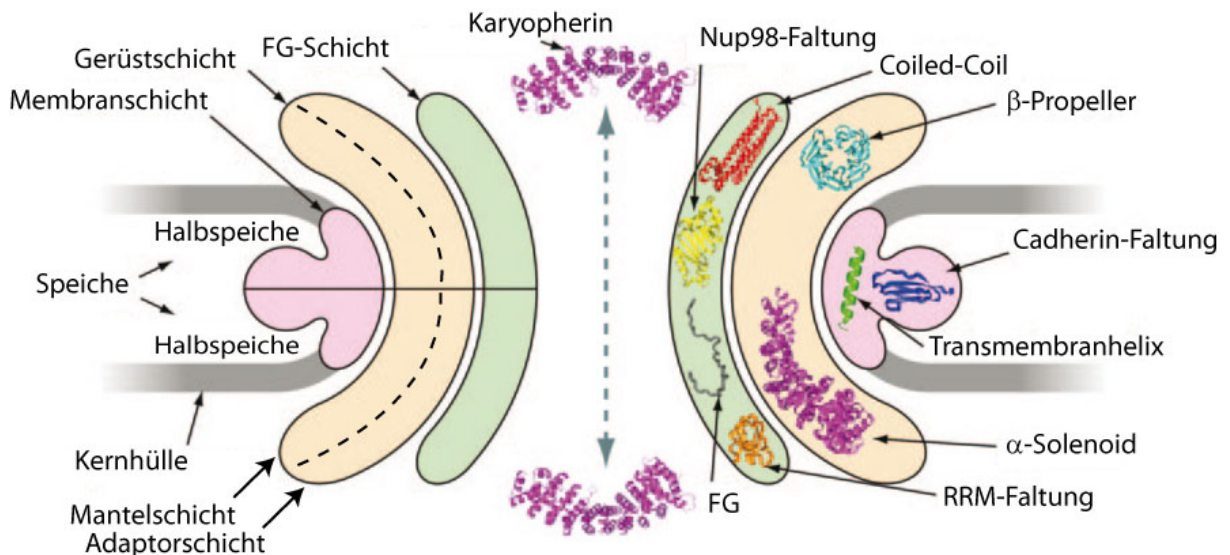 Karyopherin
FG-Schicht
Nup98-Faltung
Gerüstschicht
Coiled-Coil
Membranschicht
β-Propeller
Halbspeiche
Cadherin-Faltung
Speiche
Halbspeiche
Transmembranhelix
Kernhülle
α-Solenoid
FG
RRM-Faltung
Mantelschicht
Adaptorschicht